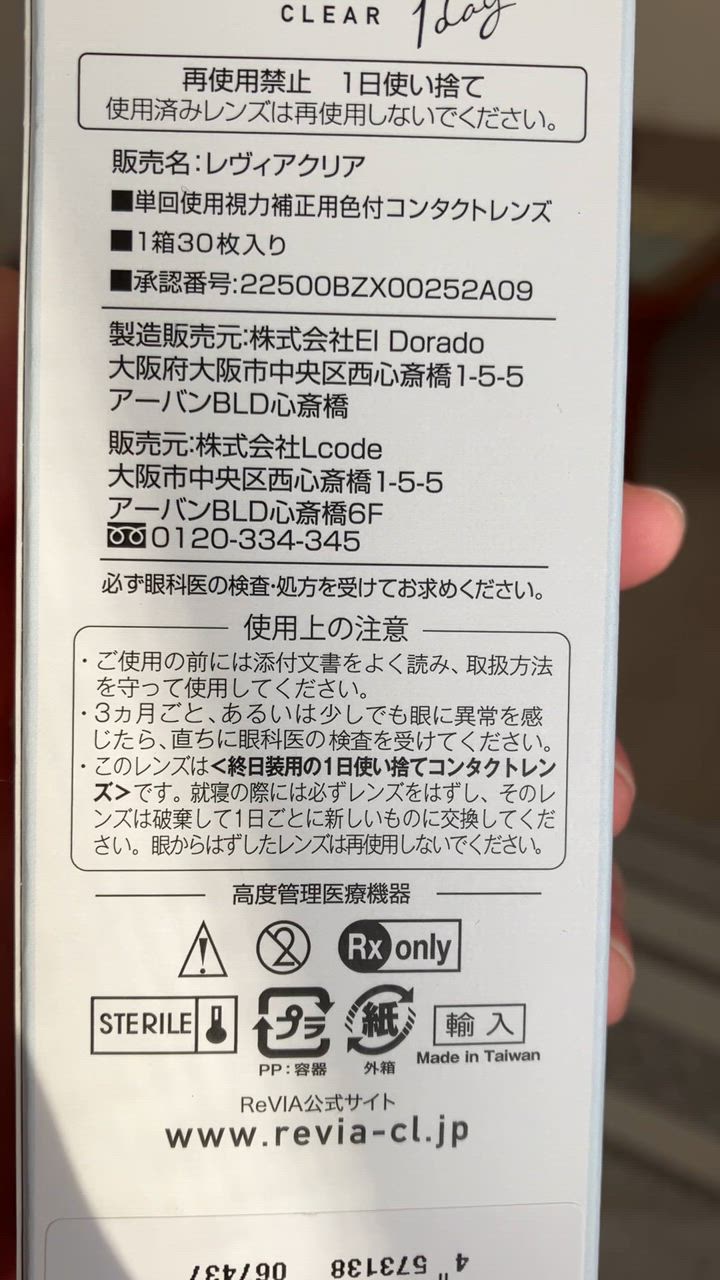 CLEAR 1day
再使用禁止 1日使い捨て
使用済みレンズは再使用しないでください。
販売名:レヴィアクリア
■単回使用視力補正用色付コンタクトレンズ
■1箱30枚入り
■承認番号:22500BZX00252A09
製造販売元:株式会社El Dorado
大阪府大阪市中央区西心斎橋1-5-5
アーバンBLD心斎橋
販売元:株式会社Lcode
大阪市中央区西心斎橋1-5-5
アーバンBLD心斎橋6F
0120-334-345
必ず眼科医の検査・処方を受けてお求めください。
使用上の注意
・ご使用の前には添付文書をよく読み、取扱方法
を守って使用してください。
・3ヵ月ごと、あるいは少しでも眼に異常を感
じたら、直ちに眼科医の検査を受けてください。
・このレンズは<終日装用の1日使い捨てコンタクトレン
ズ>です。就寝の際には必ずレンズをはずし、そのレ
ンズは破棄して1日ごとに新しいものに交換してくだ
さい。眼からはずしたレンズは再使用しないでください。
高度管理医療機器
2 Rx only
STERILE プラ 紙 輸入
PP:容器 外箱 Made in Taiwan
ReVIA公式サイト
www.revia-cl.jp
4 573138 067437